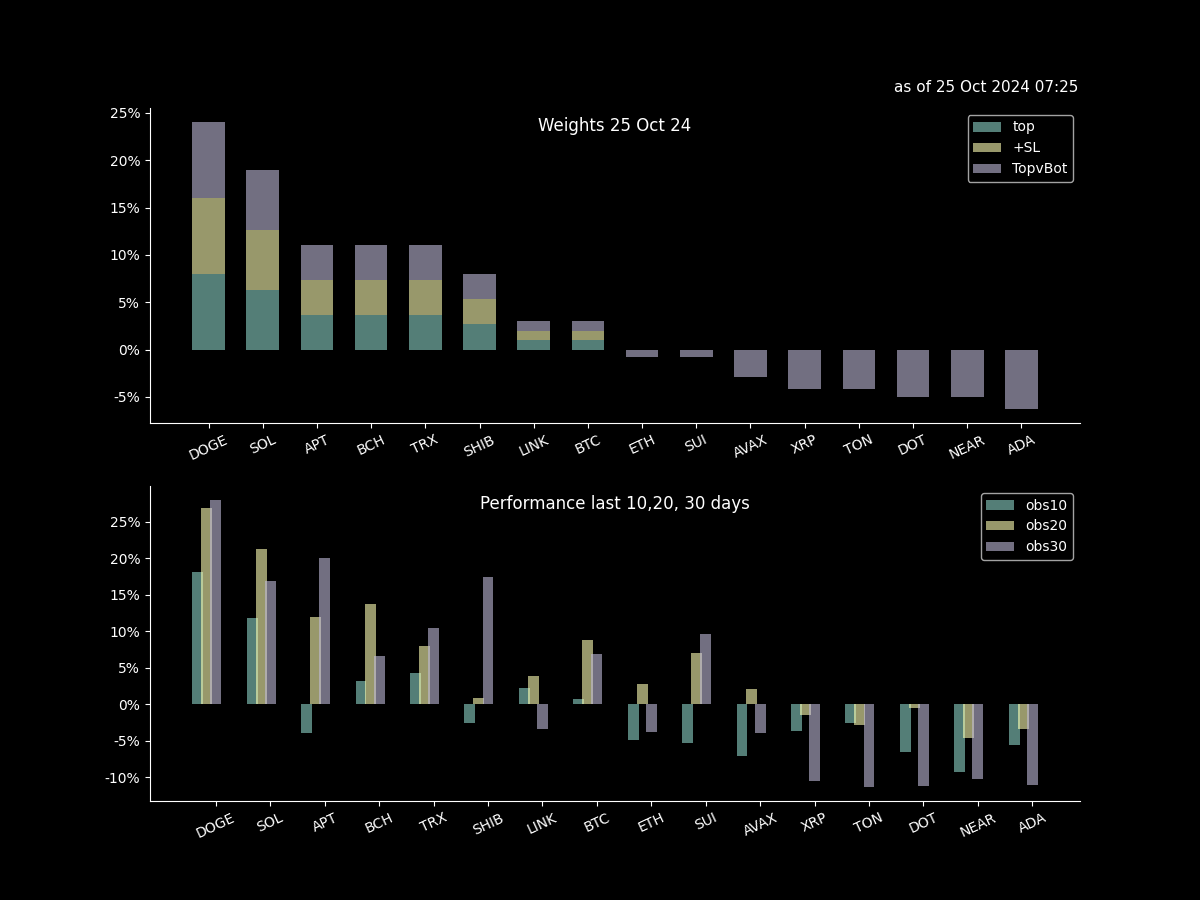 as of 25 Oct 2024 07:25
Weights 25 Oct 24
top
+SL
TopvBot
25%
20%
15%
10%
5%
0%
-5%
DOGE SOL APT BCH TRX SHIB LINK BTC ETH SUI AVAX XRP TON DOT NEAR ADA
Performance last 10,20, 30 days
obs10
obs20
obs30
25%
20%
15%
10%
5%
0%
-5%
-10%
DOGE SOL APT BCH TRX SHIB LINK BTC ETH SUI AVAX XRP TON DOT NEAR ADA